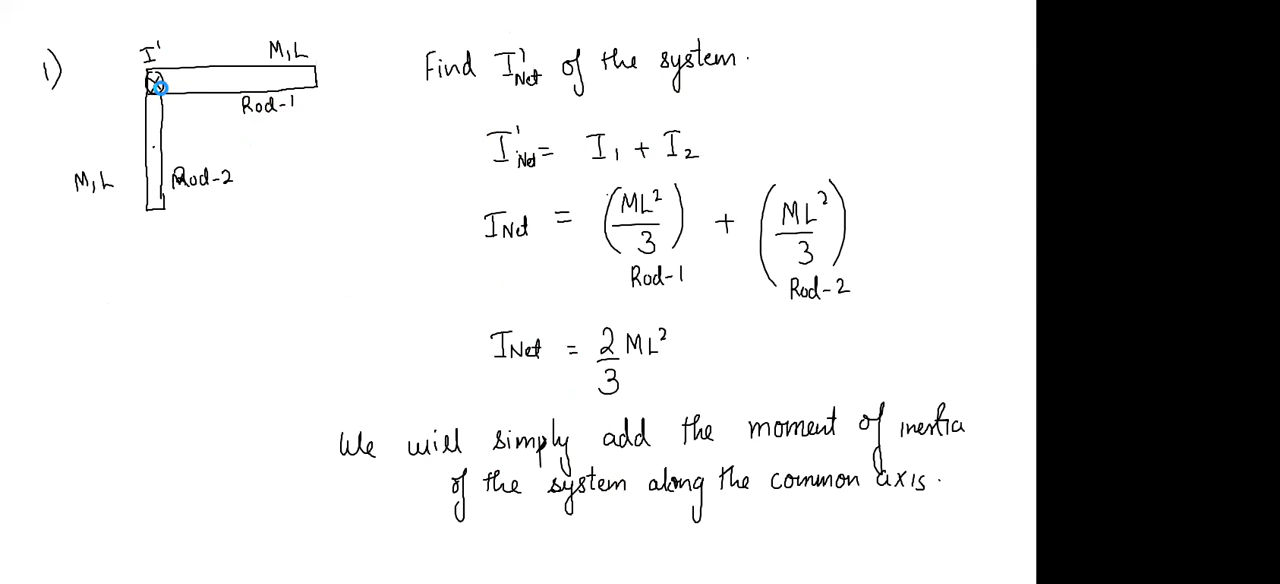 1)
I'
M,L
Rod-1
M,L
Rod-2
Find I'Net of the system.
I'Net = I₁ + I₂
INet = (ML²/3) + (ML²/3)
Rod-1 Rod-2
INet = 2/3 ML²
We will simply add the moment of inertia
of the system along the common axis.